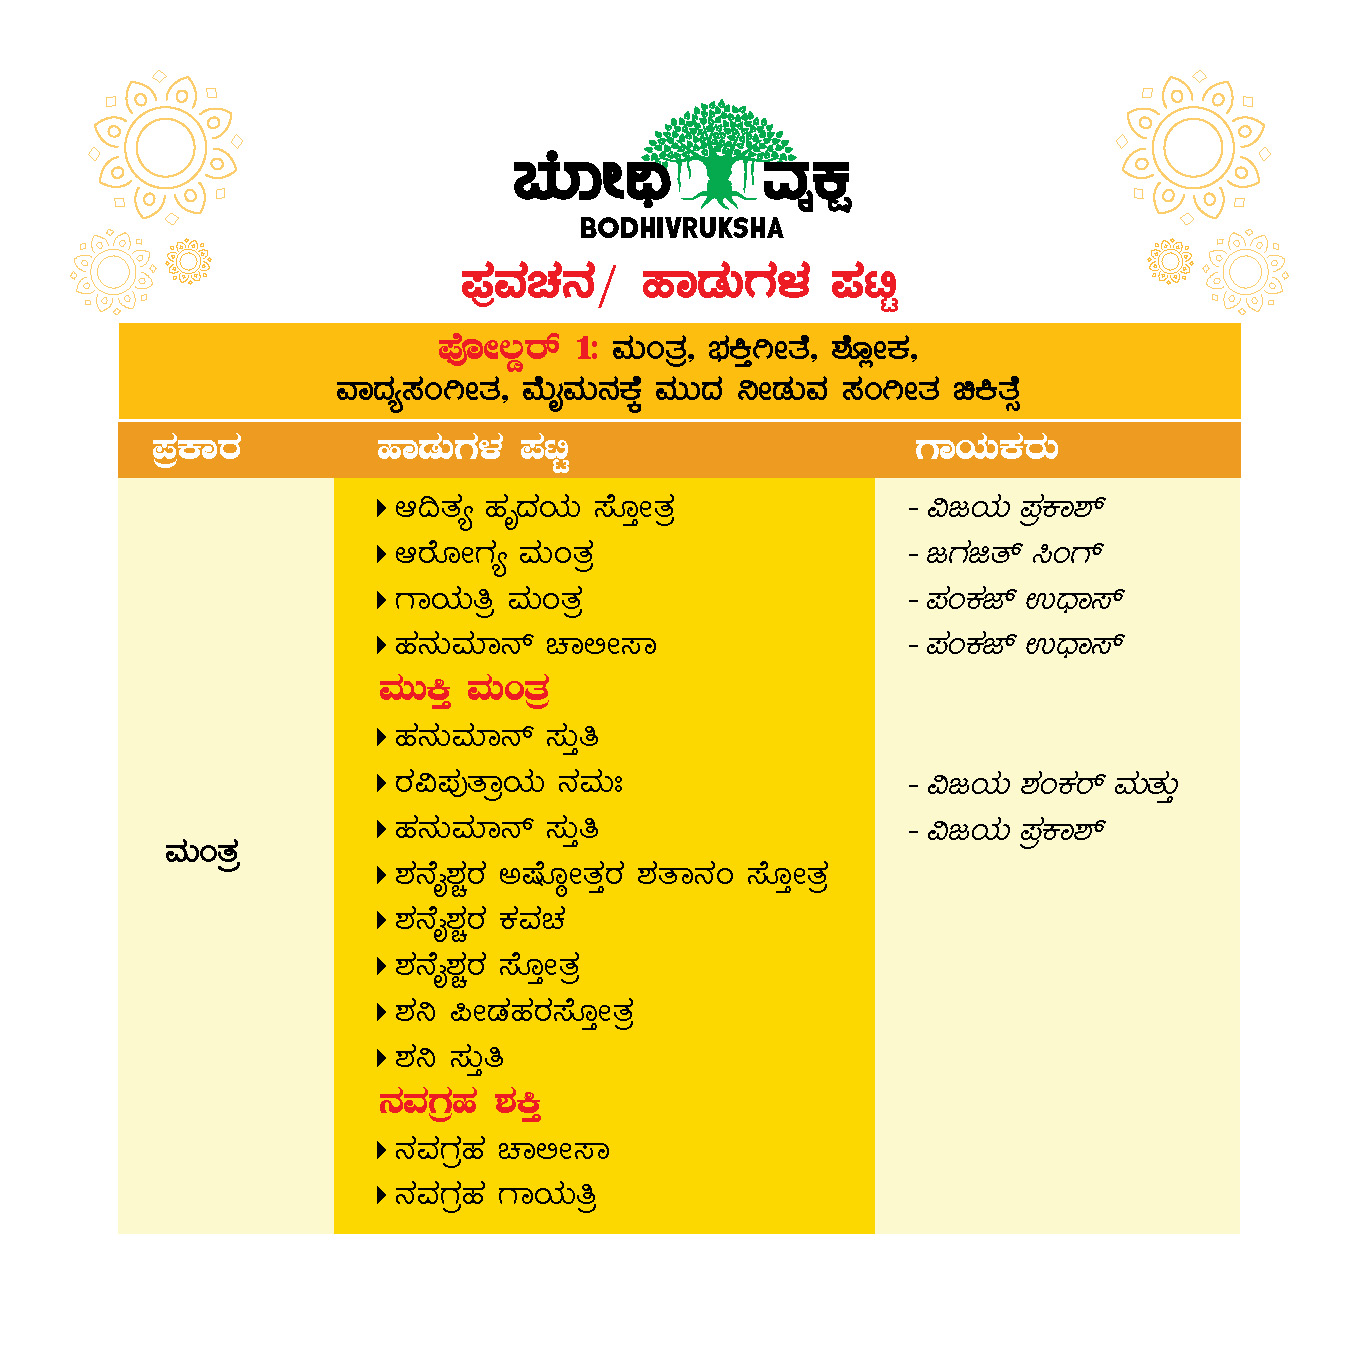 ಬೋಧಿ ವೃಕ್ಷ
BODHIVRUKSHA
ಪ್ರವಚನ/ ಹಾಡುಗಳ ಪಟ್ಟಿ
ಫೋಲ್ಡರ್ 1: ಮಂತ್ರ, ಭಕ್ತಿಗೀತೆ, ಶ್ಲೋಕ,
ವಾದ್ಯಸಂಗೀತ, ಮೈಮನಕ್ಕೆ ಮುದ ನೀಡುವ ಸಂಗೀತ ಚಿಕಿತ್ಸೆ
ಪ್ರಕಾರ ಹಾಡುಗಳ ಪಟ್ಟಿ ಗಾಯಕರು
ಆದಿತ್ಯ ಹೃದಯ ಸ್ತೋತ್ರ - ವಿಜಯ ಪ್ರಕಾಶ್
ಆರೋಗ್ಯ ಮಂತ್ರ - ಜಗಜಿತ್ ಸಿಂಗ್
ಗಾಯತ್ರಿ ಮಂತ್ರ - ಪಂಕಜ್ ಉಧಾಸ್
ಹನುಮಾನ್ ಚಾಲೀಸಾ - ಪಂಕಜ್ ಉಧಾಸ್
ಮುಕ್ತಿ ಮಂತ್ರ
ಹನುಮಾನ್ ಸ್ತುತಿ
ರವಿಪುತ್ರಾಯ ನಮಃ - ವಿಜಯ ಶಂಕರ್ ಮತ್ತು
ಹನುಮಾನ್ ಸ್ತುತಿ - ವಿಜಯ ಪ್ರಕಾಶ್
ಮಂತ್ರ
ಶನೈಶ್ಚರ ಅಷ್ಠೋತ್ತರ ಶತಾನಂ ಸ್ತೋತ್ರ
ಶನೈಶ್ಚರ ಕವಚ
ಶನೈಶ್ಚರ ಸ್ತೋತ್ರ
ಶನಿ ಪೀಡಹರಸ್ತೋತ್ರ
ಶನಿ ಸ್ತುತಿ
ನವಗ್ರಹ ಶಕ್ತಿ
ನವಗ್ರಹ ಚಾಲೀಸಾ
ನವಗ್ರಹ ಗಾಯತ್ರಿ